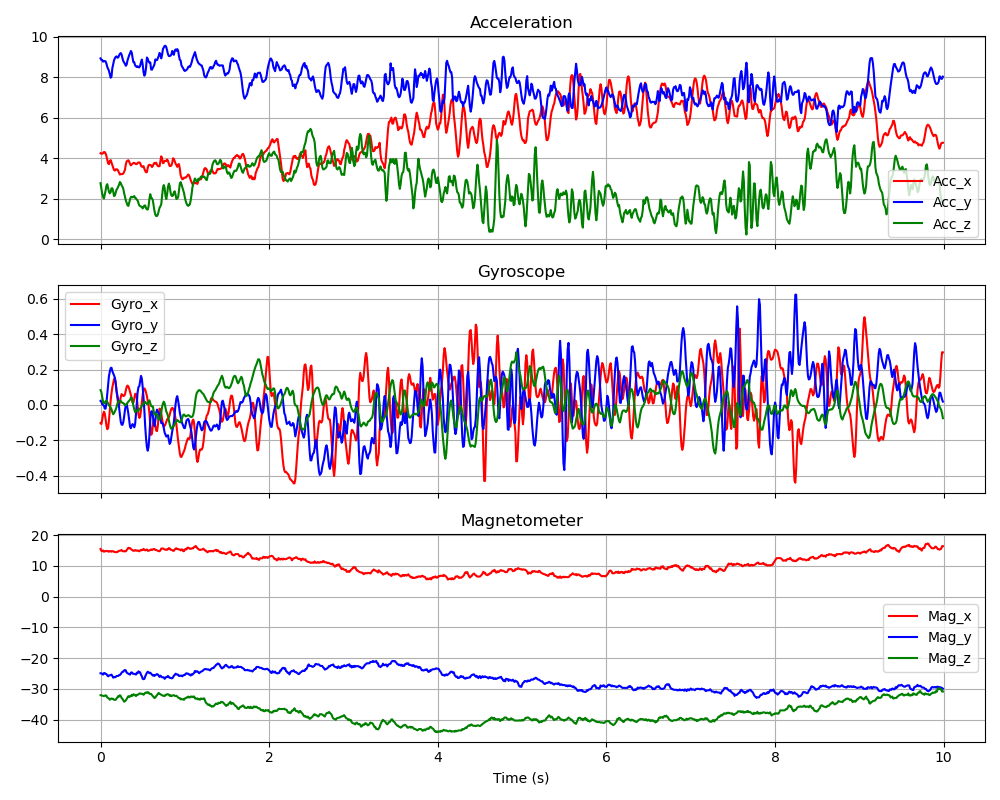 Acceleration
10
8
6
4
2
0
Acc_x
Acc_y
Acc_z
Gyroscope
0.6
0.4
0.2
0.0
−0.2
−0.4
Gyro_x
Gyro_y
Gyro_z
Magnetometer
20
10
0
−10
−20
−30
−40
Mag_x
Mag_y
Mag_z
0 2 4 6 8 10
Time (s)